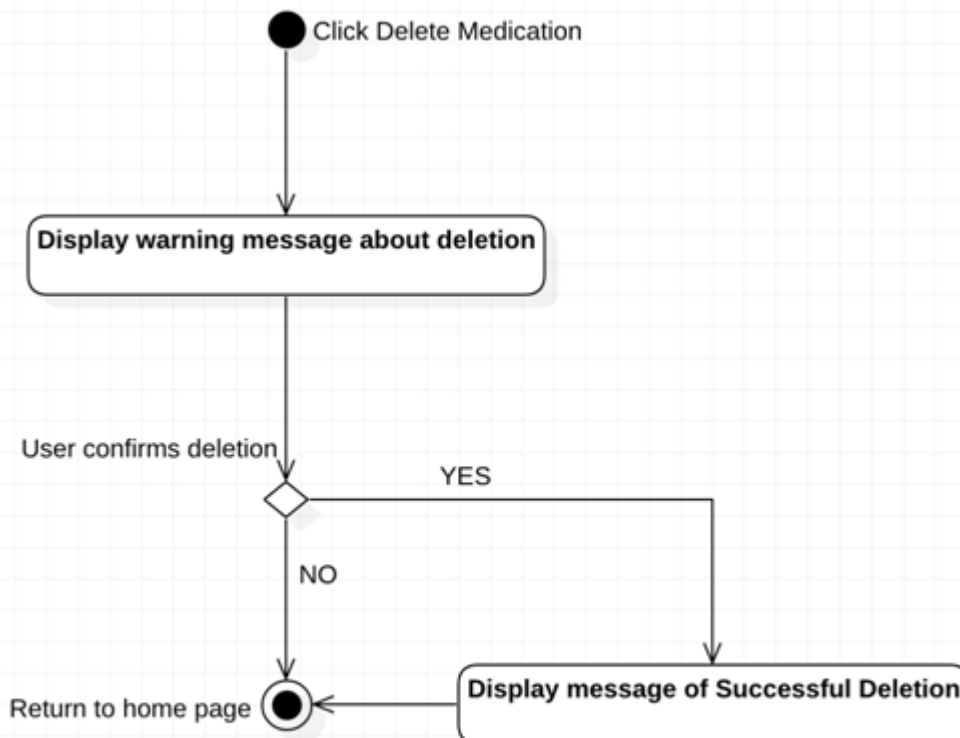 Click Delete Medication
Display warning message about deletion
User confirms deletion
YES
NO
Return to home page
Display message of Successful Deletion